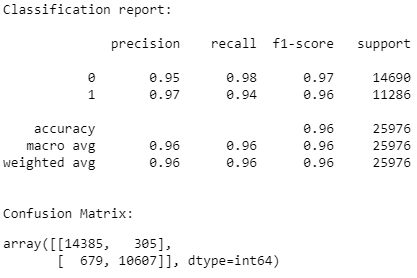 Classification report:
precision recall f1-score support
0 0.95 0.98 0.97 14690
1 0.97 0.94 0.96 11286
accuracy 0.96 25976
macro avg 0.96 0.96 0.96 25976
weighted avg 0.96 0.96 0.96 25976
Confusion Matrix:
array([[14385, 305],
[ 679, 10607]], dtype=int64)